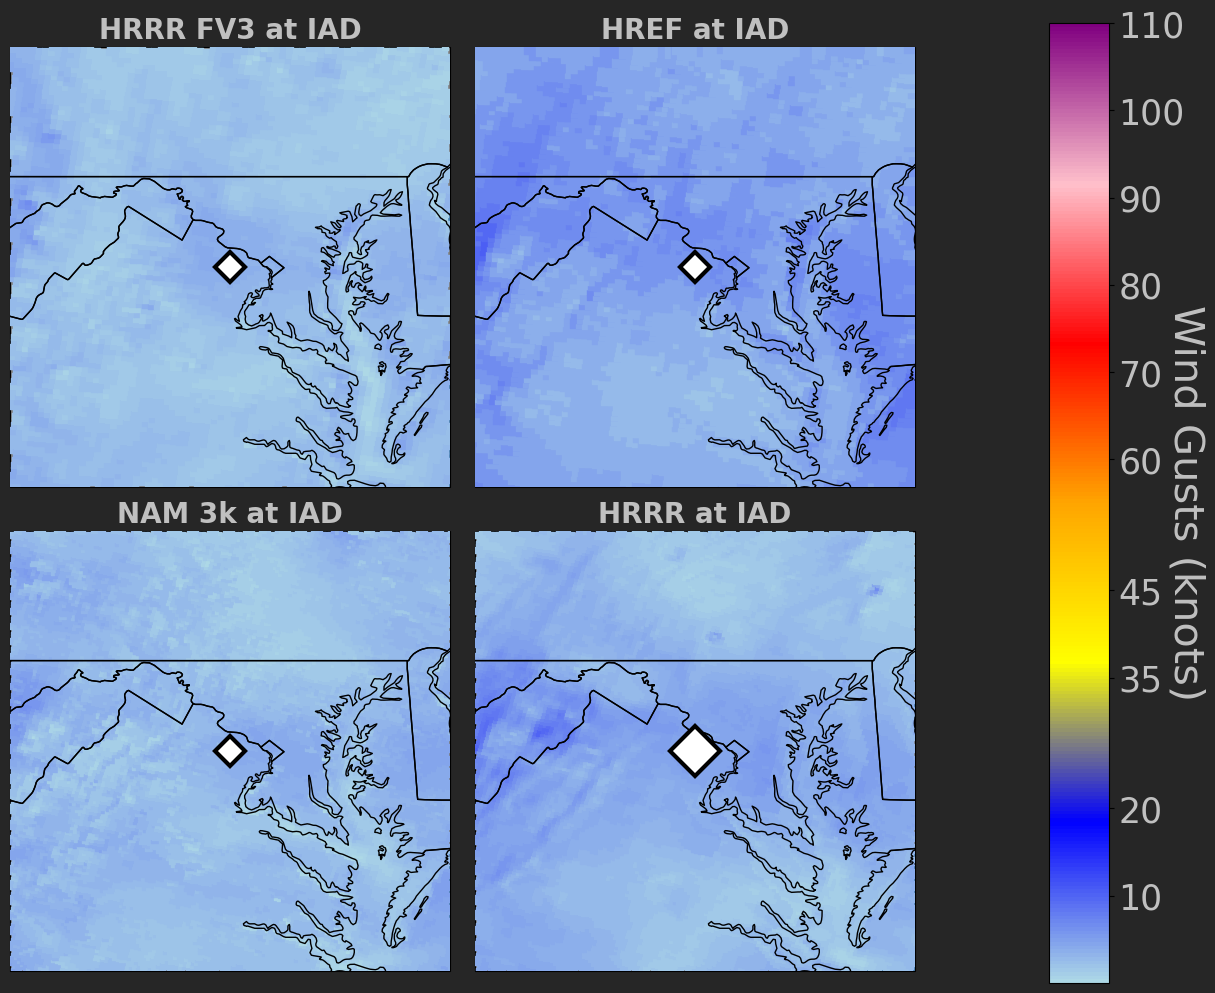 HRRR FV3 at IAD
HREF at IAD
NAM 3k at IAD
HRRR at IAD
110
100
90
80
70
60
45
35
20
10
Wind Gusts (knots)